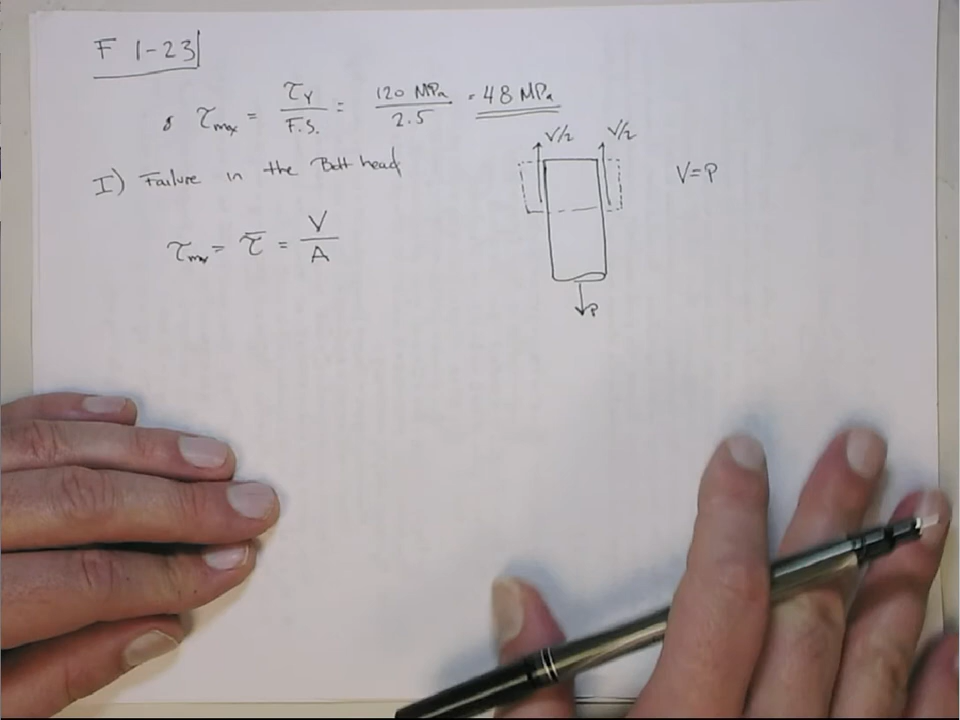 F 1-23
τmax = τY / F.S. = 120 MPa / 2.5 = 48 MPa
V/2 V/2
I) Failure in the Bolt head
V=P
τmax = τ̄ = V / A
P